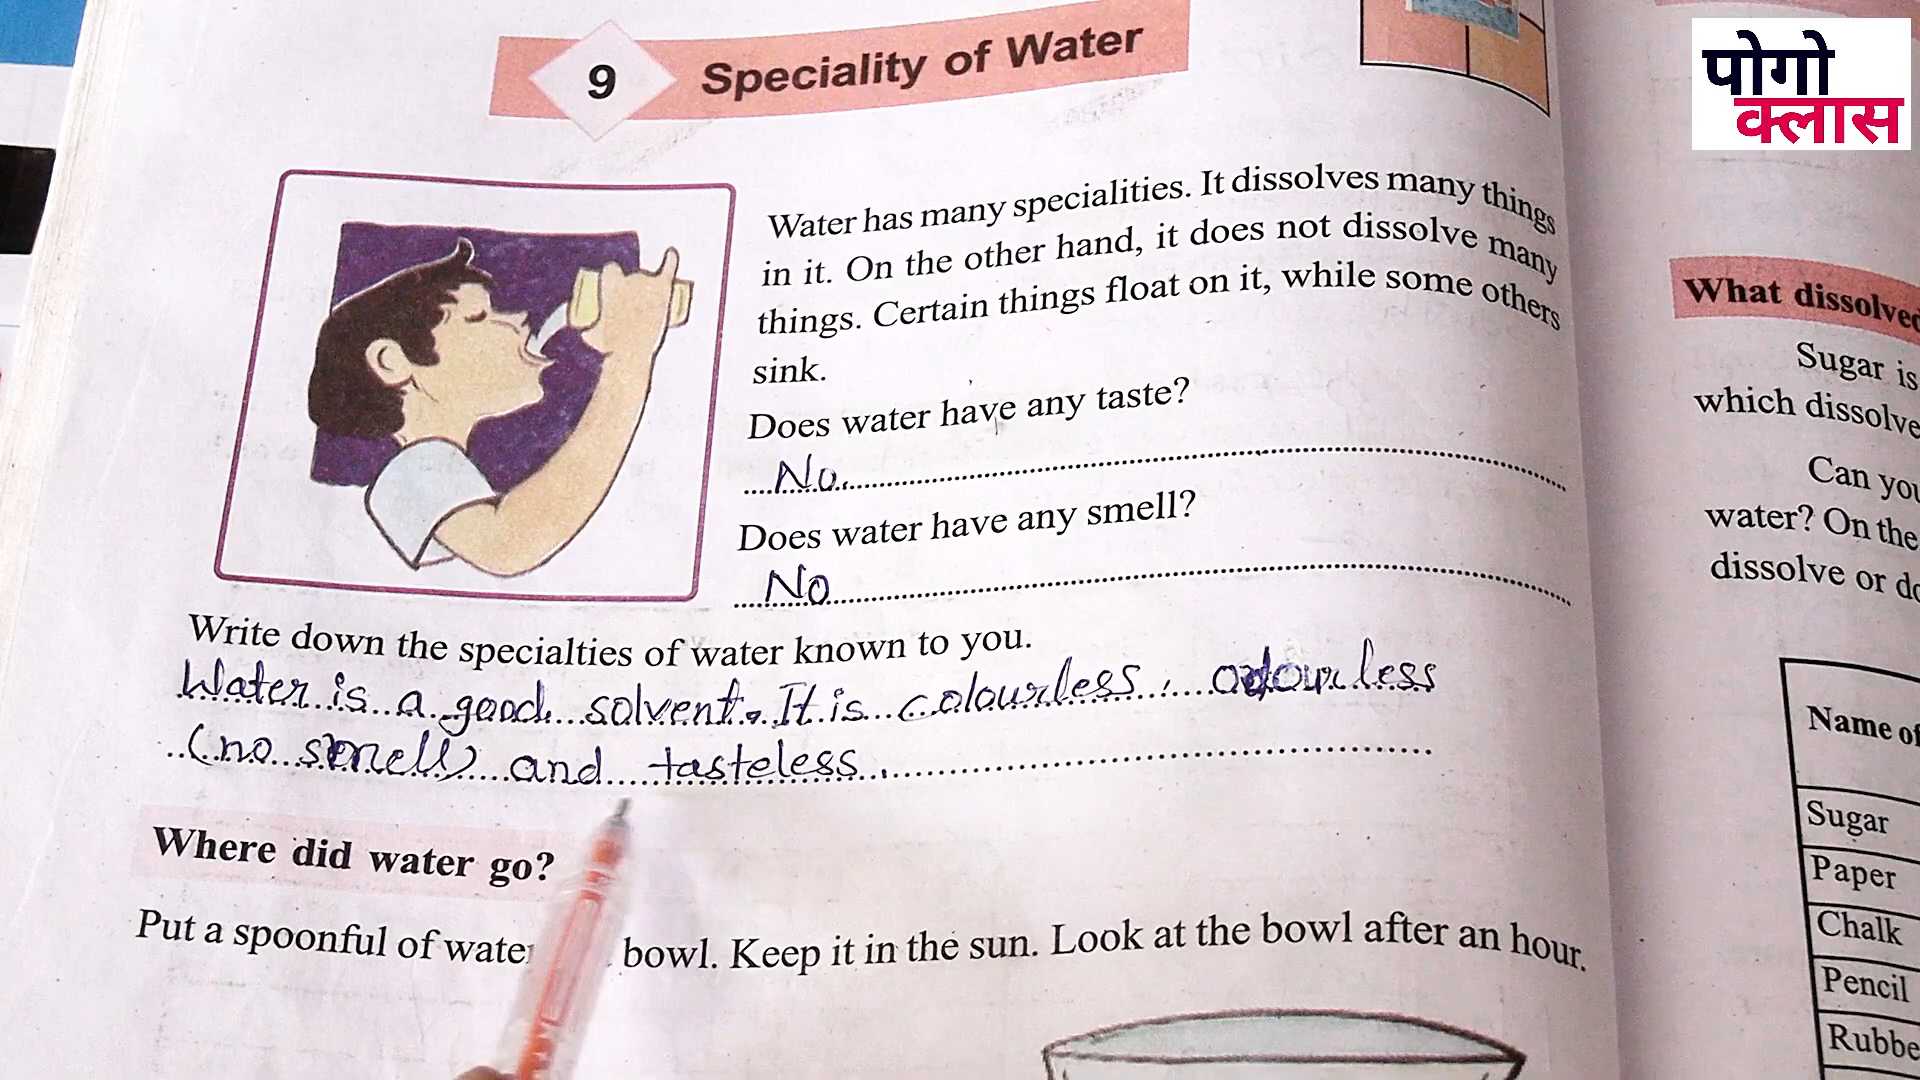 9 Speciality of Water
पोगो
क्लास
Water has many specialities. It dissolves many things
in it. On the other hand, it does not dissolve many
things. Certain things float on it, while some others
sink.
Does water have any taste?
No.
Does water have any smell?
No
Write down the specialties of water known to you.
Water is a good solvent. It is colourless, odourless
(no smell) and tasteless.
Where did water go?
Put a spoonful of water bowl. Keep it in the sun. Look at the bowl after an hour.
What dissolved
Sugar is
which dissolve
Can you
water? On the
dissolve or do
Name of
Sugar
Paper
Chalk
Pencil
Rubbe